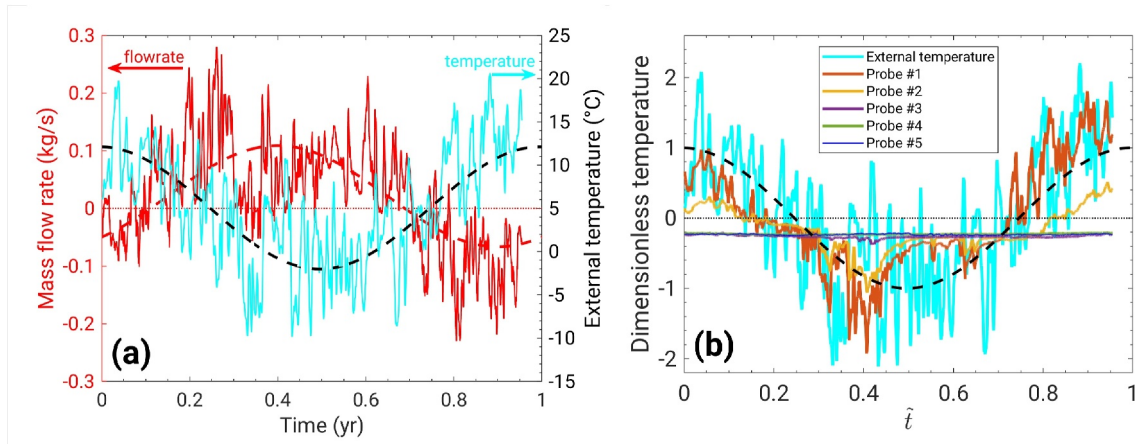 0.3
0.2
0.1
0
-0.1
-0.2
-0.3
Mass flow rate (kg/s)
flowrate
temperature
25
20
15
10
5
0
-5
-10
-15
External temperature (°C)
(a)
0
0.2
0.4
0.6
0.8
1
Time (yr)
2
1
0
-1
-2
Dimensionless temperature
External temperature
Probe #1
Probe #2
Probe #3
Probe #4
Probe #5
(b)
0
0.2
0.4
0.6
0.8
1
t̃